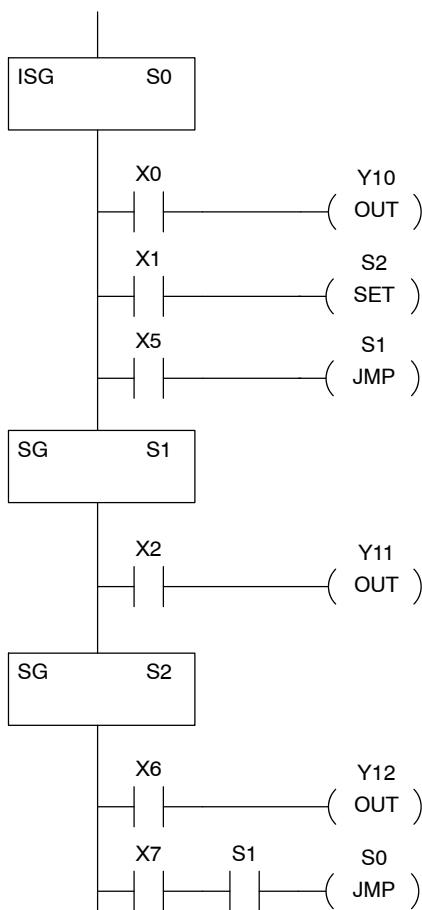 ISG S0
X0 Y10
OUT
X1 S2
SET
X5 S1
JMP
SG S1
X2 Y11
OUT
SG S2
X6 Y12
OUT
X7 S1 S0
JMP